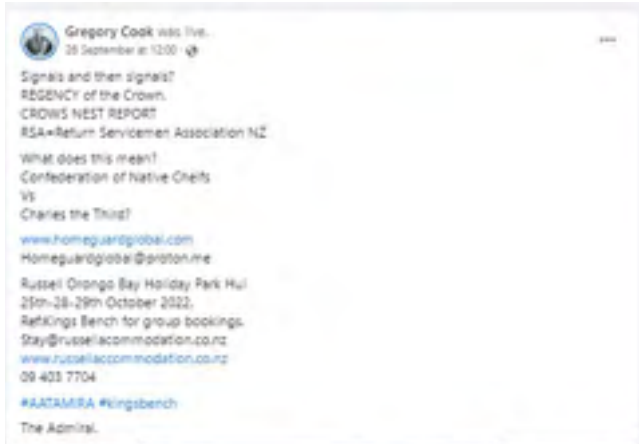 Gregory Cook was live.
28 September at 12:00
Signals and then signals?
REGENCY of the Crown.
CROWS NEST REPORT
RSA=Return Servicemen Association NZ
What does this mean?
Confederation of Native Cheifs
Vs
Charles the Third?
www.homeguardglobal.com
Homeguardglobal@proton.me
Russell Orongo Bay Holiday Park Hui
25th-28-29th October 2022.
Ref:Kings Bench for group bookings.
Stay@russellaccommodation.co.nz
www.russellaccommodation.co.nz
09 403 7704
#AATAMIRA #kingsbench
The Admiral.